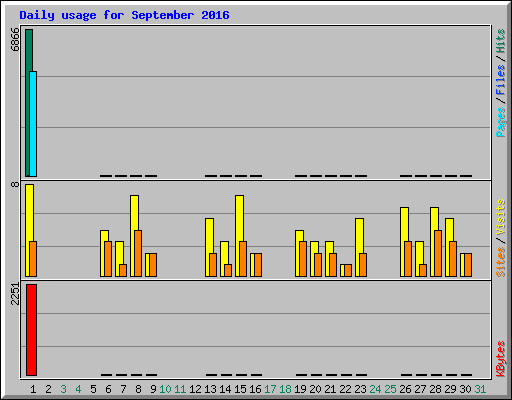 Daily usage for September 2016
6866
Pages / Files / Hits
8
Sites / Visits
2251
KBytes
1 2 3 4 5 6 7 8 9 10 11 12 13 14 15 16 17 18 19 20 21 22 23 24 25 26 27 28 29 30 31